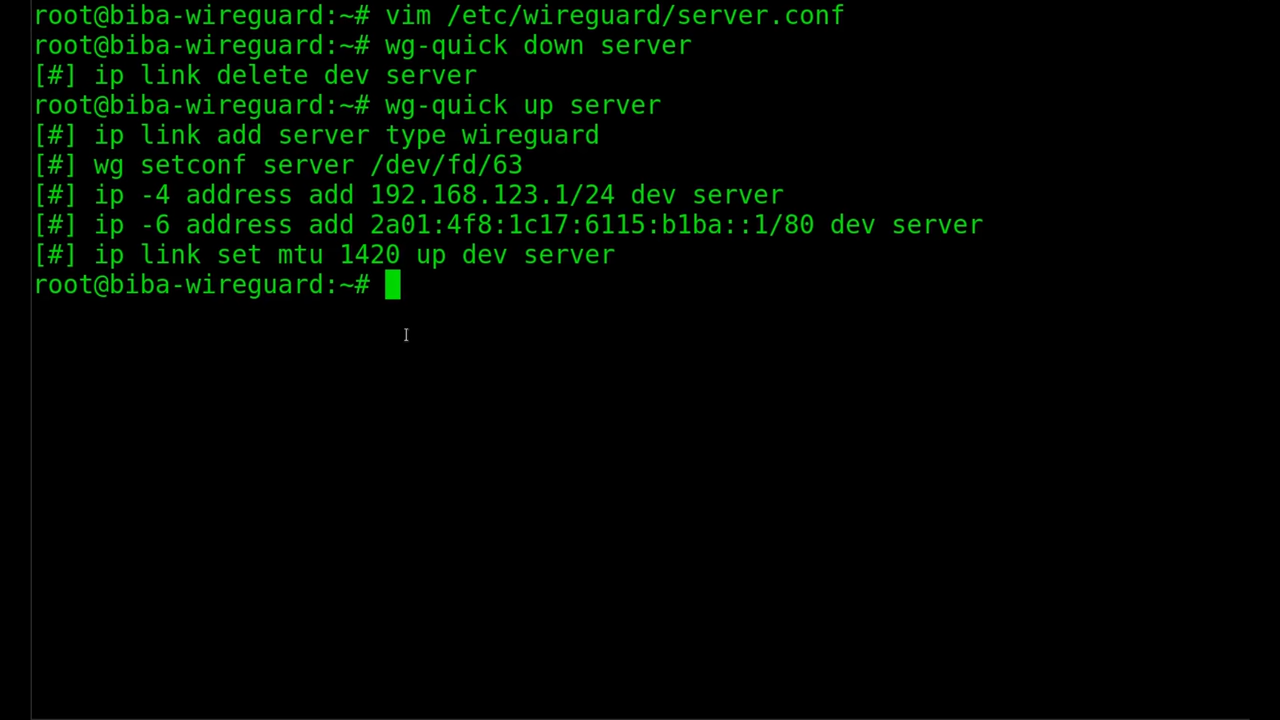 root@biba-wireguard:~# vim /etc/wireguard/server.conf
root@biba-wireguard:~# wg-quick down server
[#] ip link delete dev server
root@biba-wireguard:~# wg-quick up server
[#] ip link add server type wireguard
[#] wg setconf server /dev/fd/63
[#] ip -4 address add 192.168.123.1/24 dev server
[#] ip -6 address add 2a01:4f8:1c17:6115:b1ba::1/80 dev server
[#] ip link set mtu 1420 up dev server
root@biba-wireguard:~#